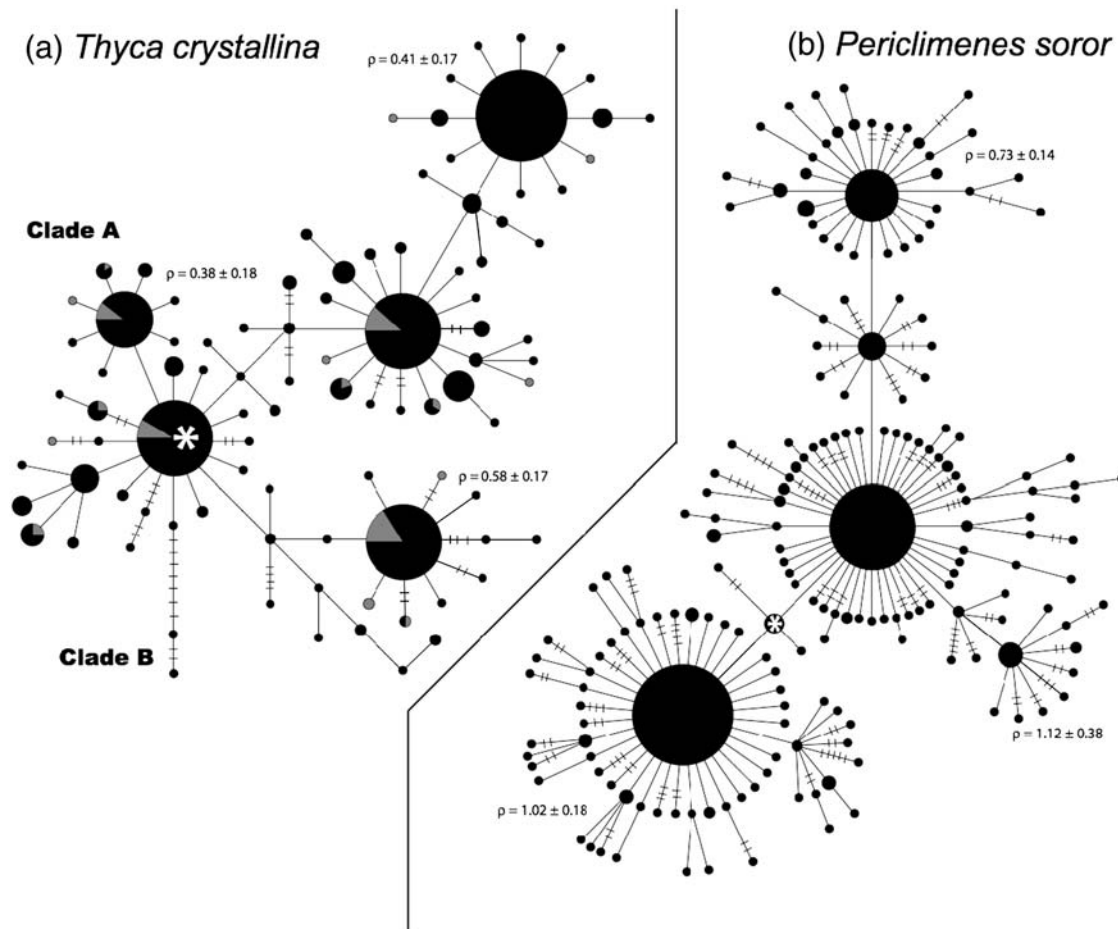 (a) Thyca crystallina
ρ = 0.41 ± 0.17
Clade A
ρ = 0.38 ± 0.18
*
ρ = 0.58 ± 0.17
Clade B
(b) Periclimenes soror
ρ = 0.73 ± 0.14
*
ρ = 1.12 ± 0.38
ρ = 1.02 ± 0.18